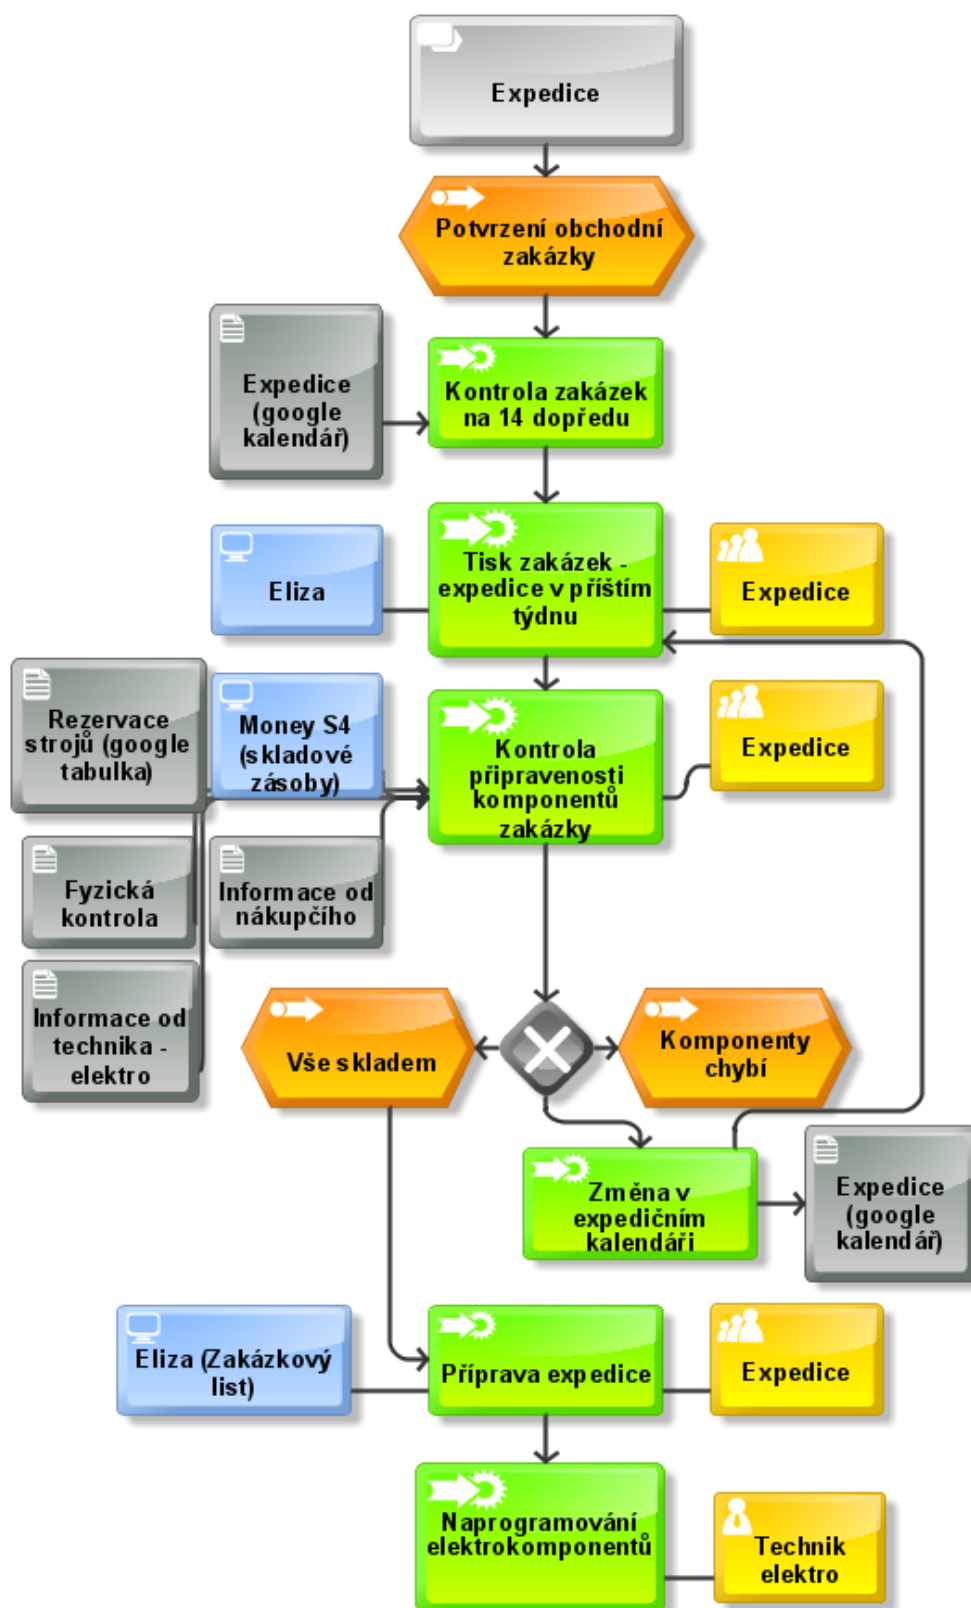 Expedice
Potvrzení obchodní
zakázky
Expedice
(google
kalendář)
Kontrola zakázek
na 14 dopředu
Eliza
Tisk zakázek -
expedice v příštím
týdnu
Expedice
Rezervace
strojů (google
tabulka)
Money S4
(skladové
zásoby)
Kontrola
připravenosti
komponentů
zakázky
Expedice
Fyzická
kontrola
Informace od
nákupčího
Informace od
technika -
elektro
Vše skladem
Komponenty
chybí
Změna v
expedičním
kalendáři
Expedice
(google
kalendář)
Eliza (Zakázkový
list)
Příprava expedice
Expedice
Naprogramování
elektrokomponentů
Technik
elektro